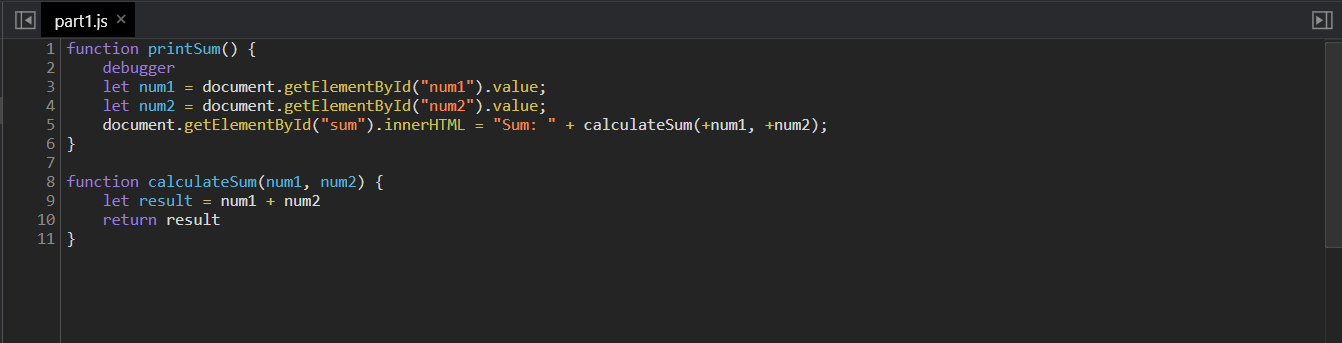 part1.js ×
1 function printSum() {
2     debugger
3     let num1 = document.getElementById("num1").value;
4     let num2 = document.getElementById("num2").value;
5     document.getElementById("sum").innerHTML = "Sum: " + calculateSum(+num1, +num2);
6 }
7
8 function calculateSum(num1, num2) {
9     let result = num1 + num2
10     return result
11 }